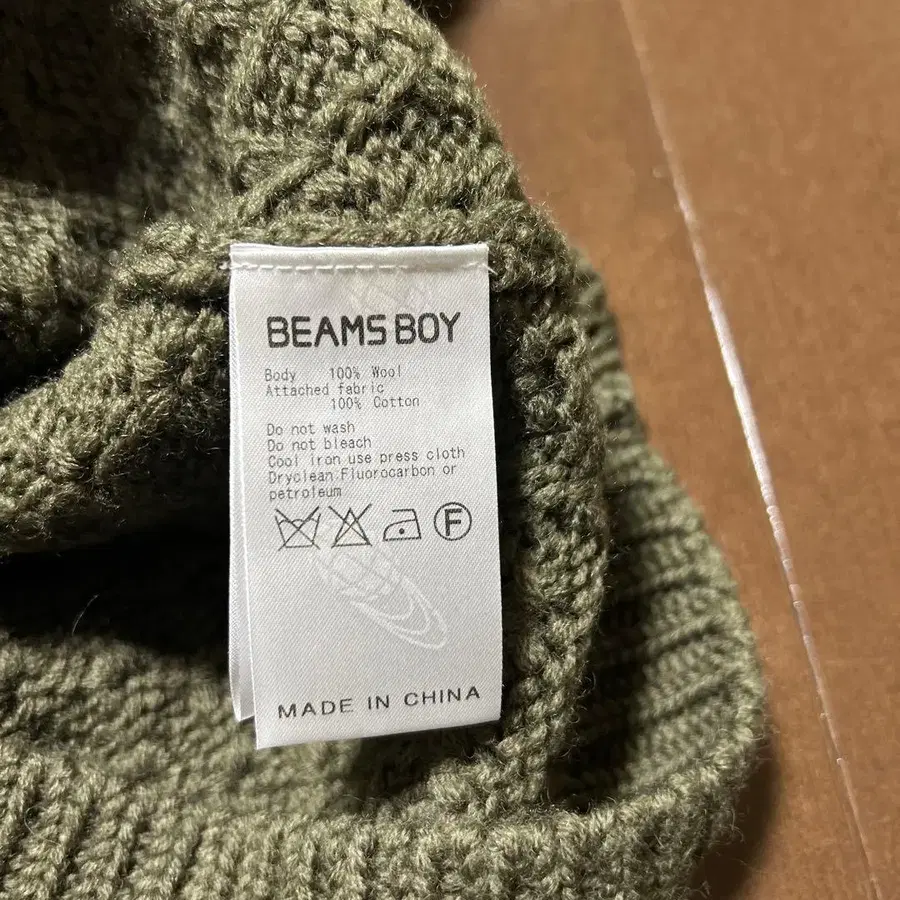 BEAMS BOY
Body 100% Wool
Attached fabric
100% Cotton
Do not wash
Do not bleach
Cool iron use press cloth
Dryclean Fluorocarbon or
petroleum
F
MADE IN CHINA